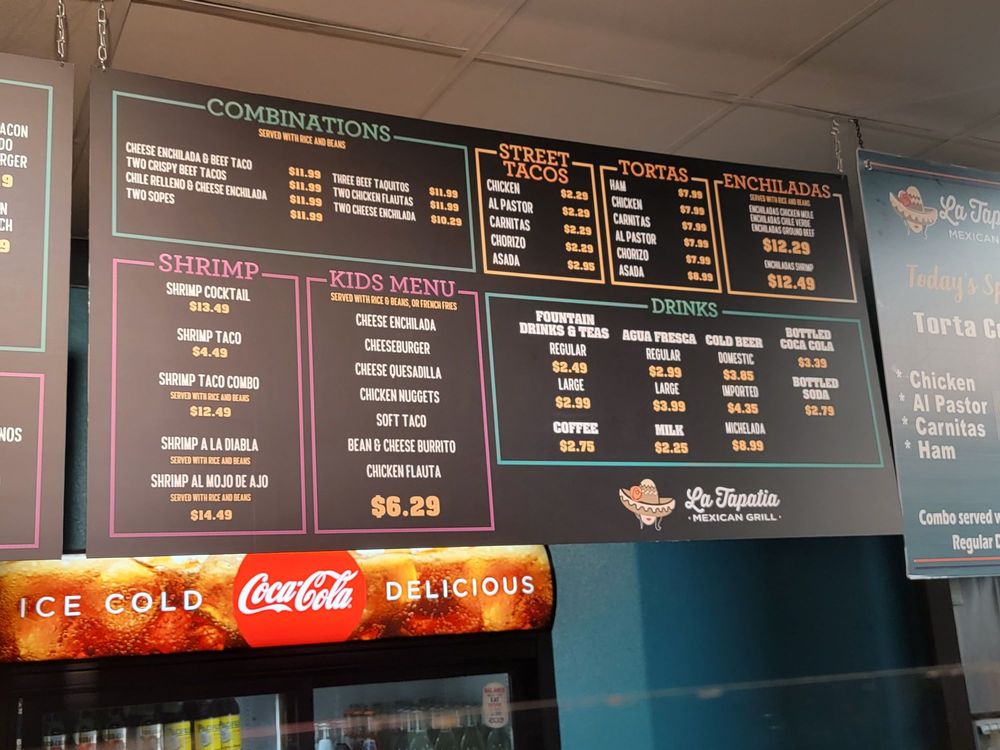 ACON
DO
RGER
9
N
CH
9
NOS
COMBINATIONS
SERVED WITH RICE AND BEANS
CHEESE ENCHILADA & BEEF TACO $11.99
TWO CRISPY BEEF TACOS $11.99
CHILE RELLENO & CHEESE ENCHILADA $11.99
TWO SOPES $11.99
THREE BEEF TAQUITOS $11.99
TWO CHICKEN FLAUTAS $11.99
TWO CHEESE ENCHILADA $10.29
STREET
TACOS
CHICKEN $2.29
AL PASTOR $2.29
CARNITAS $2.29
CHORIZO $2.29
ASADA $2.95
TORTAS
HAM $7.99
CHICKEN $7.99
CARNITAS $7.99
AL PASTOR $7.99
CHORIZO $7.99
ASADA $8.99
ENCHILADAS
SERVED WITH RICE AND BEANS
ENCHILADAS CHICKEN MOLE
ENCHILADAS CHILE VERDE
ENCHILADAS GROUND BEEF
$12.29
ENCHILADAS SHRIMP
$12.49
SHRIMP
SHRIMP COCKTAIL
$13.49
SHRIMP TACO
$4.49
SHRIMP TACO COMBO
SERVED WITH RICE AND BEANS
$12.49
SHRIMP A LA DIABLA
SERVED WITH RICE AND BEANS
SHRIMP AL MOJO DE AJO
SERVED WITH RICE AND BEANS
$14.49
KIDS MENU
SERVED WITH RICE & BEANS, OR FRENCH FRIES
CHEESE ENCHILADA
CHEESEBURGER
CHEESE QUESADILLA
CHICKEN NUGGETS
SOFT TACO
BEAN & CHEESE BURRITO
CHICKEN FLAUTA
$6.29
DRINKS
FOUNTAIN
DRINKS & TEAS
REGULAR
$2.49
LARGE
$2.99
COFFEE
$2.75
AGUA FRESCA
REGULAR
$2.99
LARGE
$3.99
MILK
$2.25
COLD BEER
DOMESTIC
$3.85
IMPORTED
$4.35
MICHELADA
$8.99
BOTTLED
COCA COLA
$3.39
BOTTLED
SODA
$2.79
La Tapatia
• MEXICAN GRILL •
La Tapa
MEXICAN
Today's Sp
Torta C
* Chicken
* Al Pastor
* Carnitas
* Ham
Combo served w
Regular D
ICE COLD Coca-Cola DELICIOUS